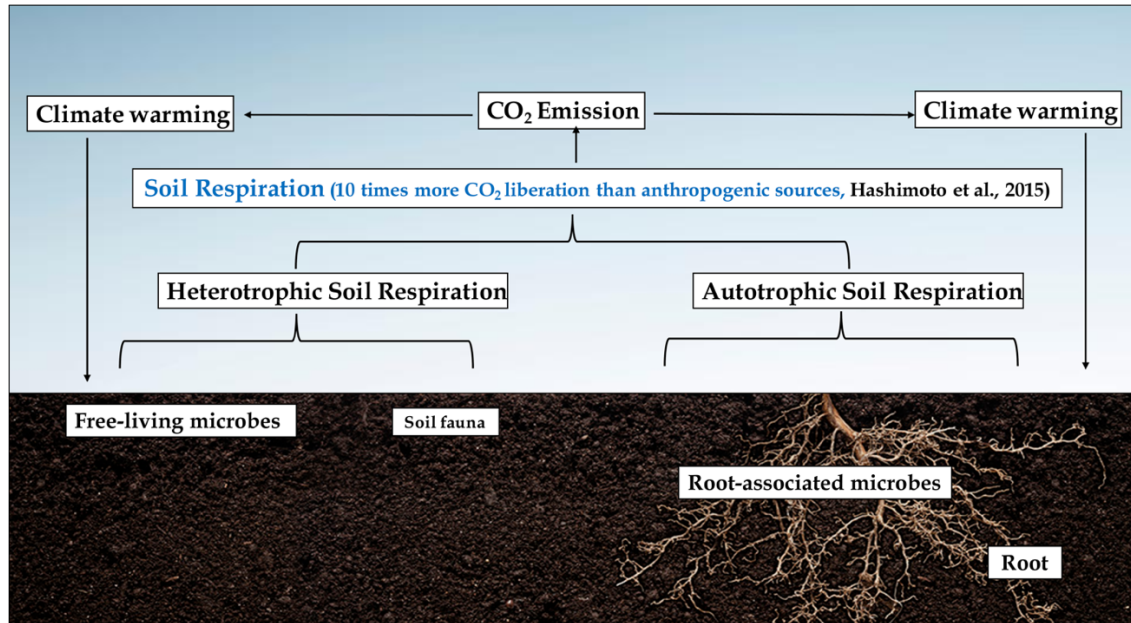 Climate warming
CO₂ Emission
Climate warming
Soil Respiration (10 times more CO₂ liberation than anthropogenic sources, Hashimoto et al., 2015)
Heterotrophic Soil Respiration
Autotrophic Soil Respiration
Free-living microbes
Soil fauna
Root-associated microbes
Root